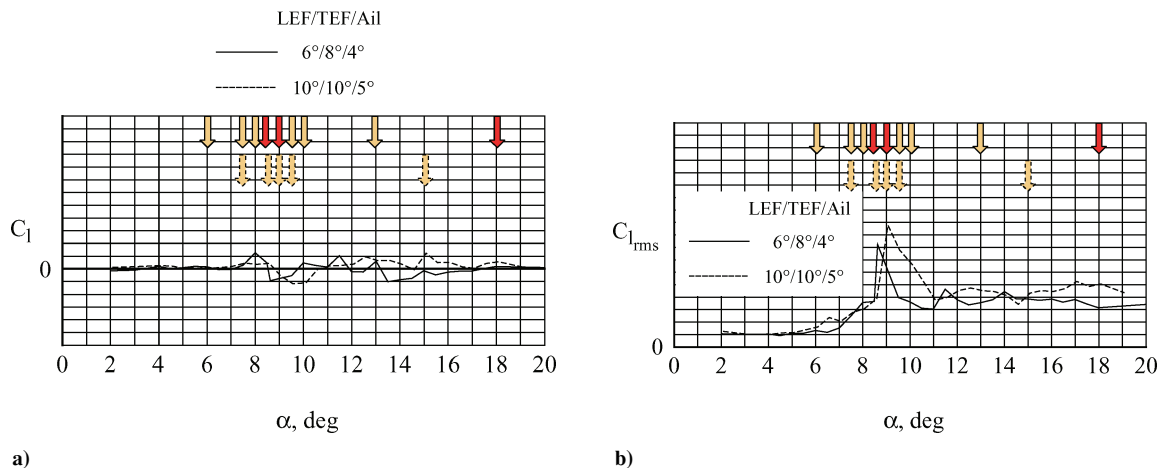 LEF/TEF/Ail
6°/8°/4°
10°/10°/5°
C_l
0
0 2 4 6 8 10 12 14 16 18 20
α, deg
a)
LEF/TEF/Ail
6°/8°/4°
10°/10°/5°
C_l_rms
0
0 2 4 6 8 10 12 14 16 18 20
α, deg
b)